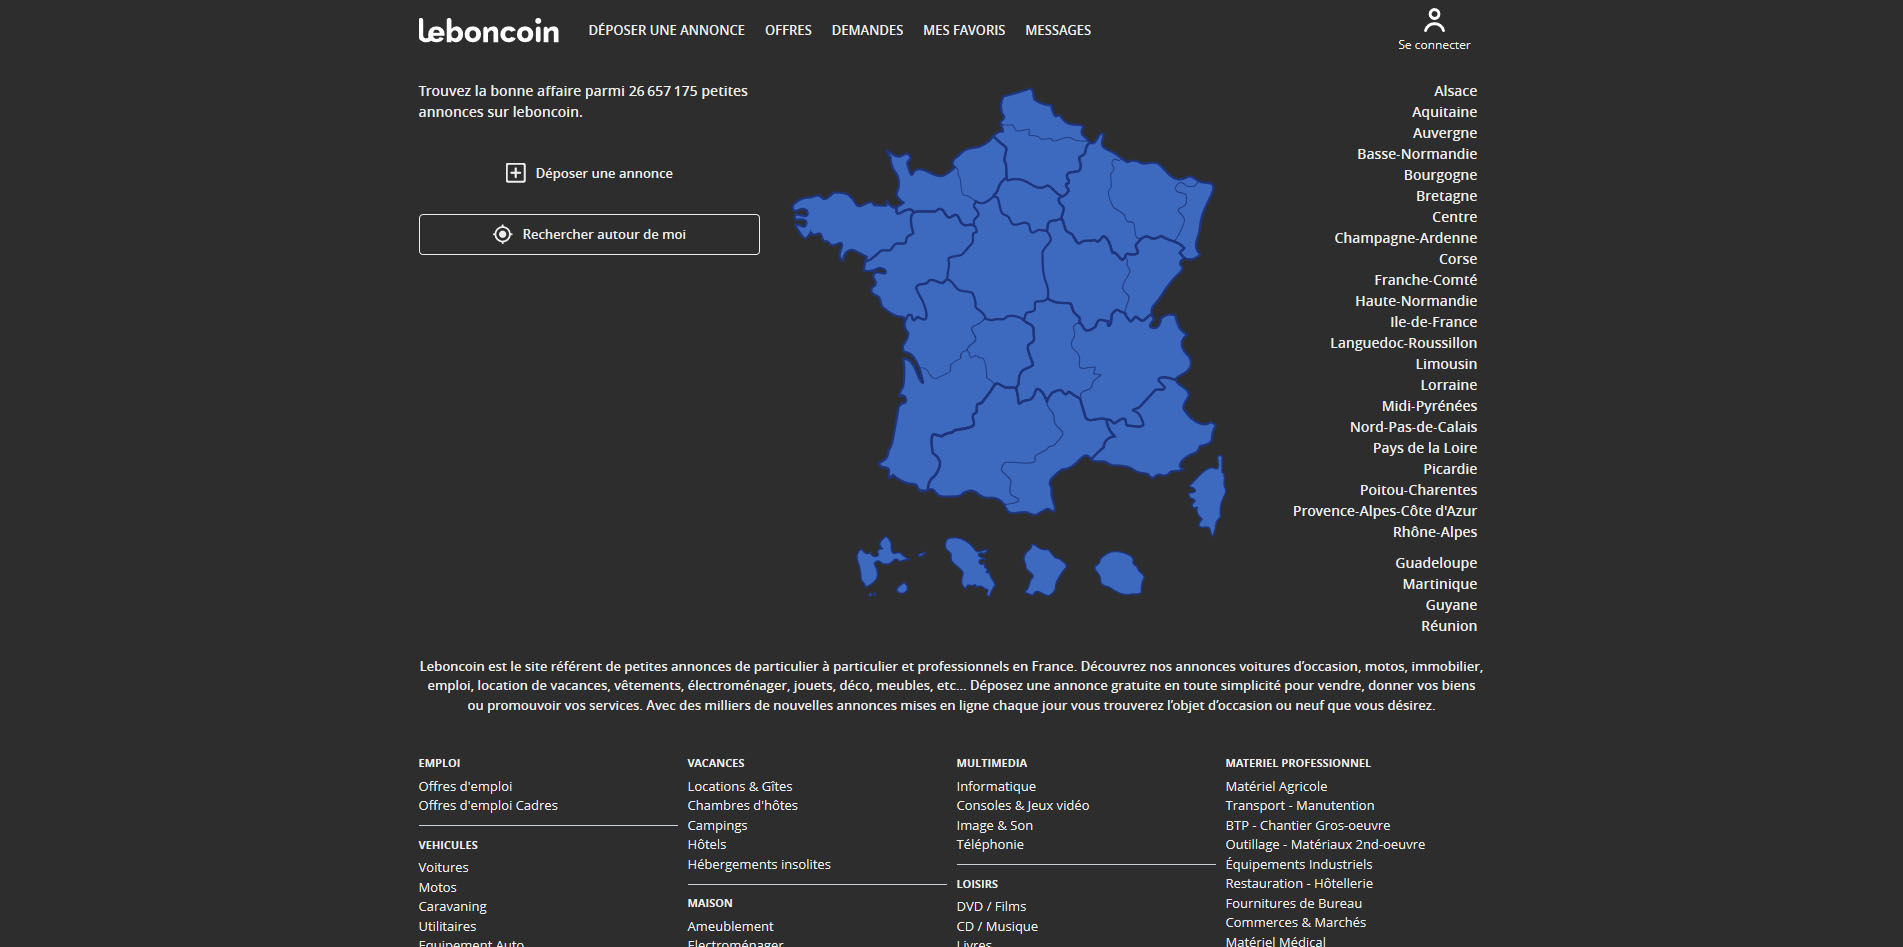 leboncoin
DÉPOSER UNE ANNONCE
OFFRES
DEMANDES
MES FAVORIS
MESSAGES
Se connecter
Trouvez la bonne affaire parmi 26 657 175 petites
annonces sur leboncoin.
Déposer une annonce
Rechercher autour de moi
Alsace
Aquitaine
Auvergne
Basse-Normandie
Bourgogne
Bretagne
Centre
Champagne-Ardenne
Corse
Franche-Comté
Haute-Normandie
Ile-de-France
Languedoc-Roussillon
Limousin
Lorraine
Midi-Pyrénées
Nord-Pas-de-Calais
Pays de la Loire
Picardie
Poitou-Charentes
Provence-Alpes-Côte d'Azur
Rhône-Alpes
Guadeloupe
Martinique
Guyane
Réunion
Leboncoin est le site référent de petites annonces de particulier à particulier et professionnels en France. Découvrez nos annonces voitures d’occasion, motos, immobilier,
emploi, location de vacances, vêtements, électroménager, jouets, déco, meubles, etc... Déposez une annonce gratuite en toute simplicité pour vendre, donner vos biens
ou promouvoir vos services. Avec des milliers de nouvelles annonces mises en ligne chaque jour vous trouverez l’objet d’occasion ou neuf que vous désirez.
EMPLOI
Offres d'emploi
Offres d'emploi Cadres
VEHICULES
Voitures
Motos
Caravaning
Utilitaires
Equipement Auto
VACANCES
Locations & Gîtes
Chambres d'hôtes
Campings
Hôtels
Hébergements insolites
MAISON
Ameublement
Electroménager
MULTIMEDIA
Informatique
Consoles & Jeux vidéo
Image & Son
Téléphonie
LOISIRS
DVD / Films
CD / Musique
Livres
MATERIEL PROFESSIONNEL
Matériel Agricole
Transport - Manutention
BTP - Chantier Gros-oeuvre
Outillage - Matériaux 2nd-oeuvre
Équipements Industriels
Restauration - Hôtellerie
Fournitures de Bureau
Commerces & Marchés
Matériel Médical